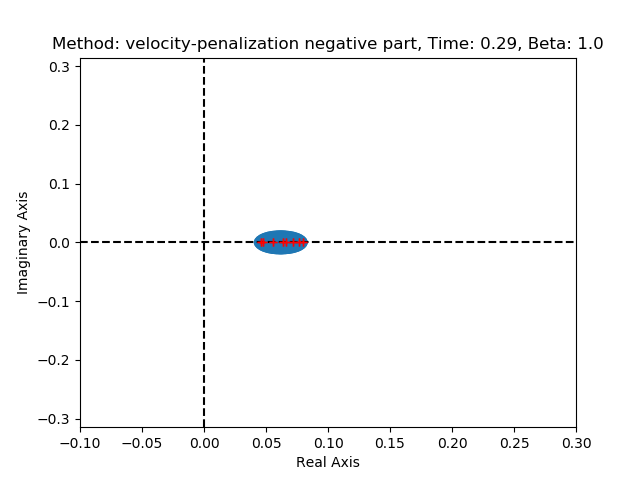 Method: velocity-penalization negative part, Time: 0.29, Beta: 1.0
0.3
0.2
0.1
0.0
−0.1
−0.2
−0.3
Imaginary Axis
−0.10 −0.05 0.00 0.05 0.10 0.15 0.20 0.25 0.30
Real Axis